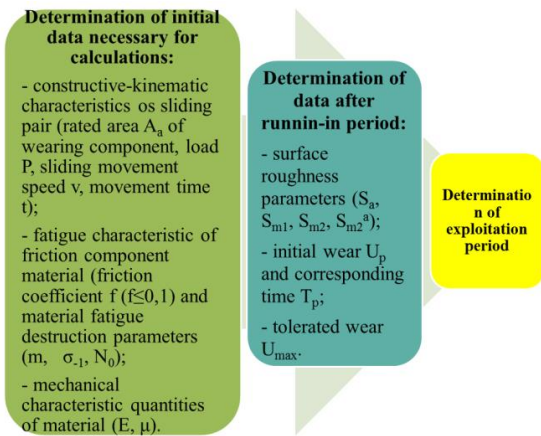 Determination of initial
data necessary for
calculations:
- constructive-kinematic
characteristics os sliding
pair (rated area Aₐ of
wearing component, load
P, sliding movement
speed v, movement time
t);
- fatigue characteristic of
friction component
material (friction
coefficient f (f≤0,1) and
material fatigue
destruction parameters
(m, σ₋₁, N₀);
- mechanical
characteristic quantities
of material (E, μ).
Determination of
data after
runnin-in period:
- surface
roughness
parameters (Sₐ,
Sₘ₁, Sₘ₂, Sₘ₂ᵃ);
- initial wear Uₚ
and corresponding
time Tₚ;
- tolerated wear
Uₘₐₓ.
Determinatio
n of
exploitation
period